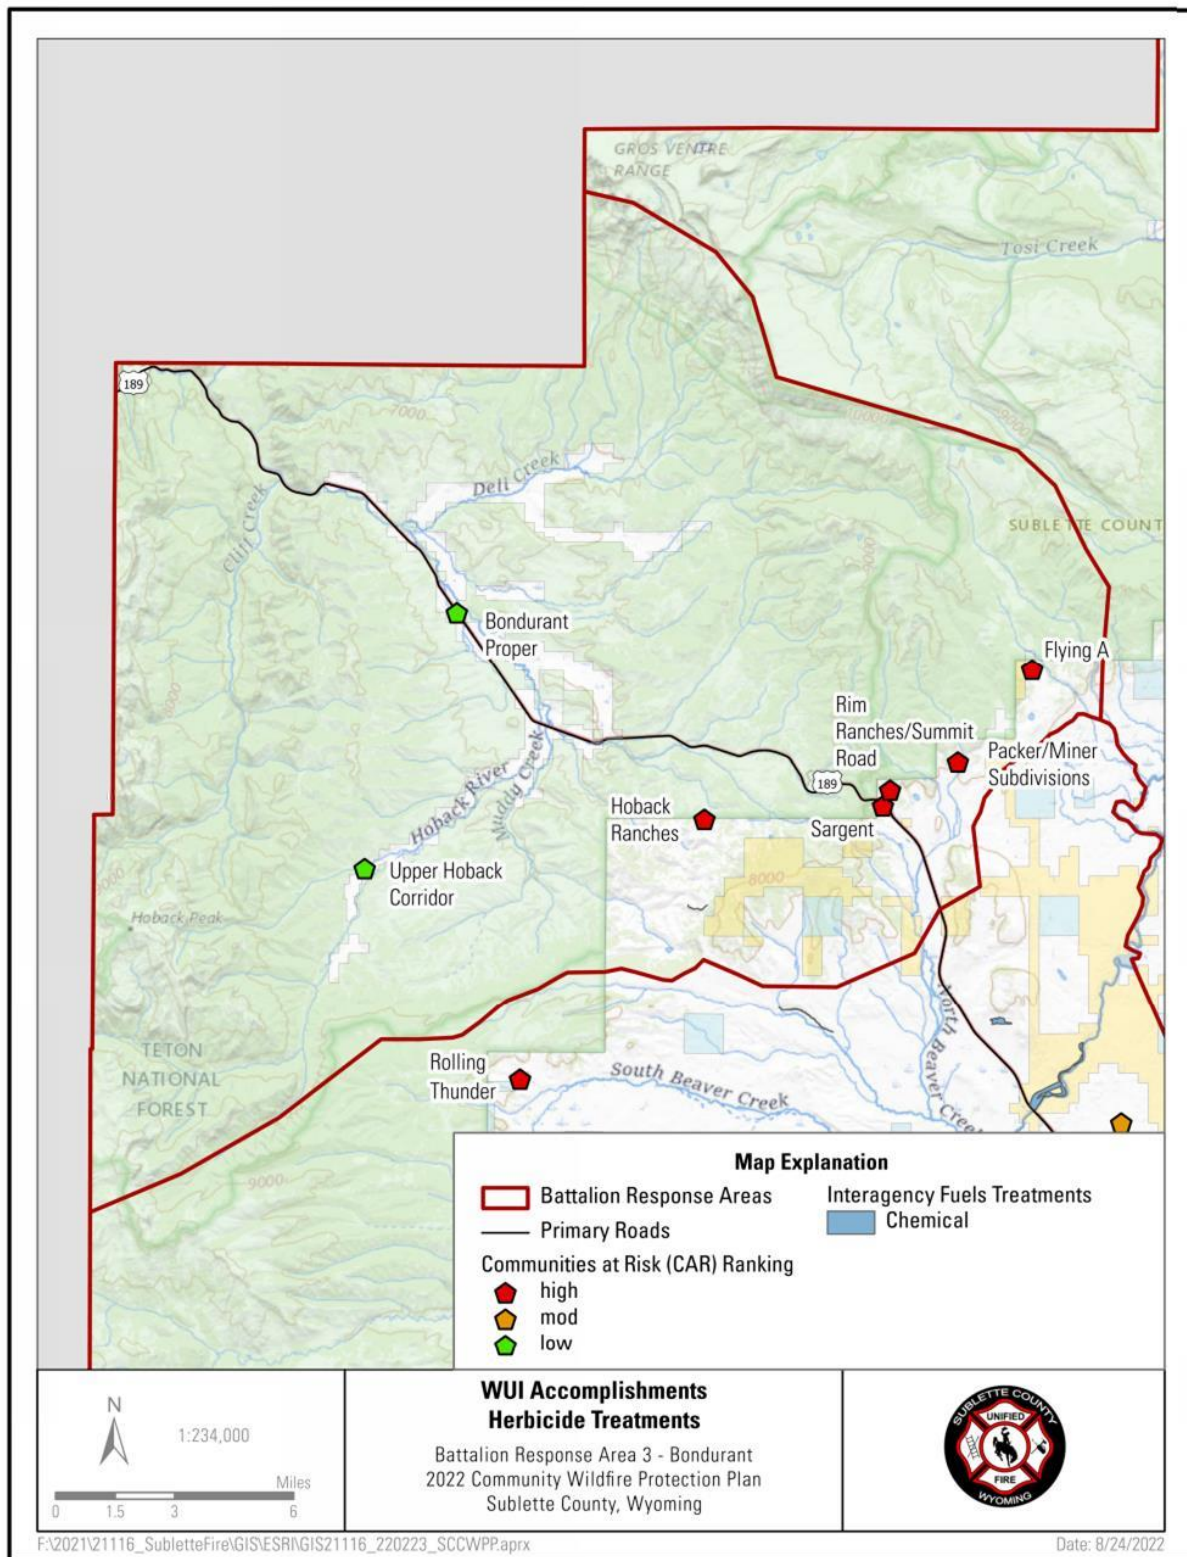 GROS VENTRE
RANGE
Tosi Creek
189
7000
10000
9000
Dell Creek
Cliff Creek
SUBLETTE COUNT
9000
Bondurant
Proper
Flying A
8000
Rim
Ranches/Summit
Road
Packer/Miner
Subdivisions
189
Hoback River
Muddy Creek
Hoback
Ranches
Sargent
Upper Hoback
Corridor
9000
8000
Hoback Peak
North Beaver Creek
TETON
NATIONAL
FOREST
Rolling
Thunder
South Beaver Creek
9000
Map Explanation
Battalion Response Areas
Primary Roads
Interagency Fuels Treatments
Chemical
Communities at Risk (CAR) Ranking
high
mod
low
N
1:234,000
Miles
0 1.5 3 6
WUI Accomplishments
Herbicide Treatments
Battalion Response Area 3 - Bondurant
2022 Community Wildfire Protection Plan
Sublette County, Wyoming
SUBLETTE COUNTY
UNIFIED
FIRE
WYOMING
F:\2021\21116_SubletteFire\GIS\ESRI\GIS21116_220223_SCCWPP.aprx
Date: 8/24/2022